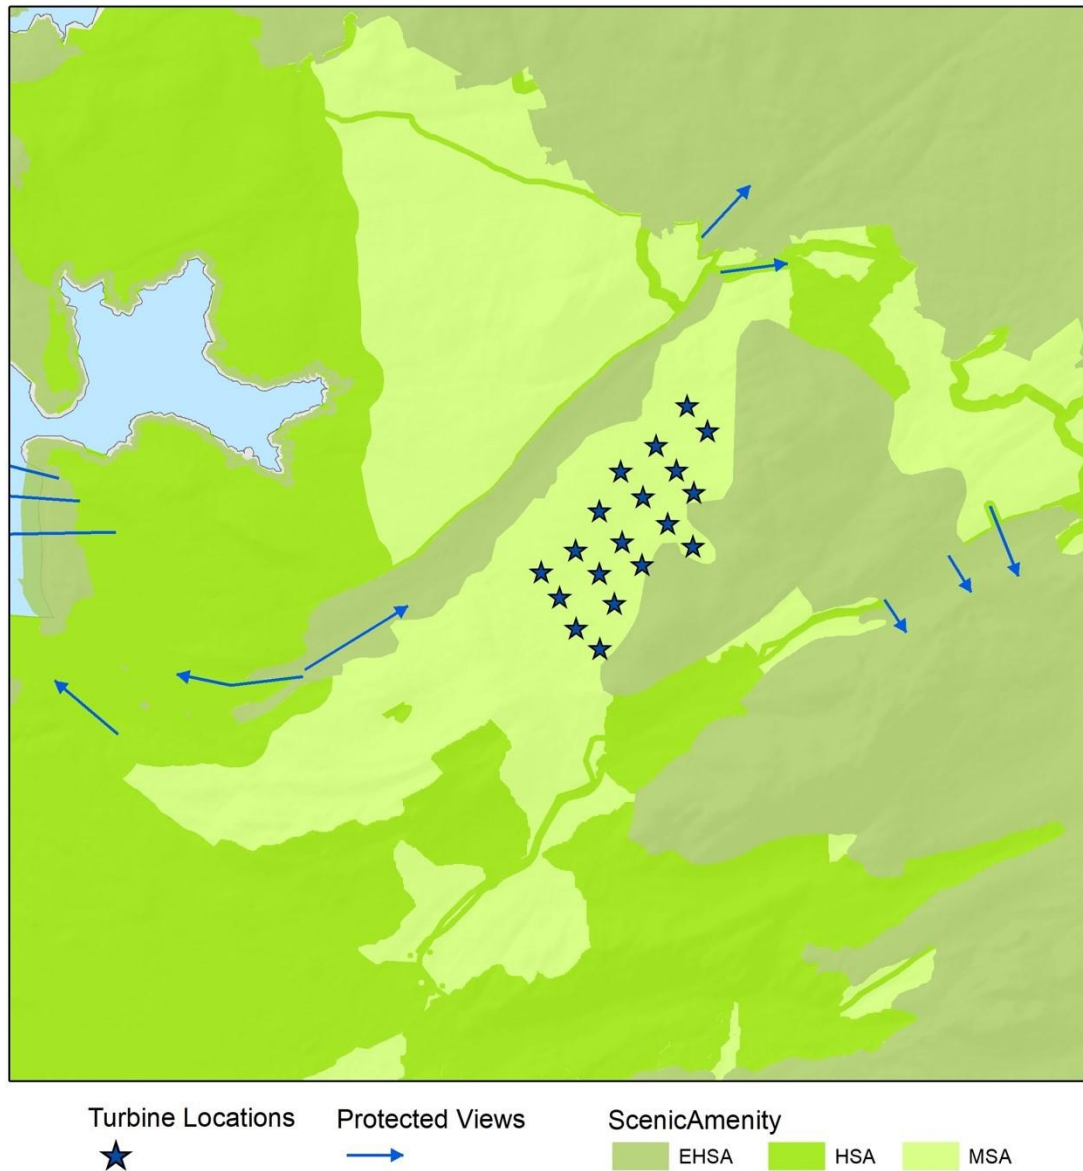 Turbine Locations
Protected Views
ScenicAmenity
EHSA
HSA
MSA